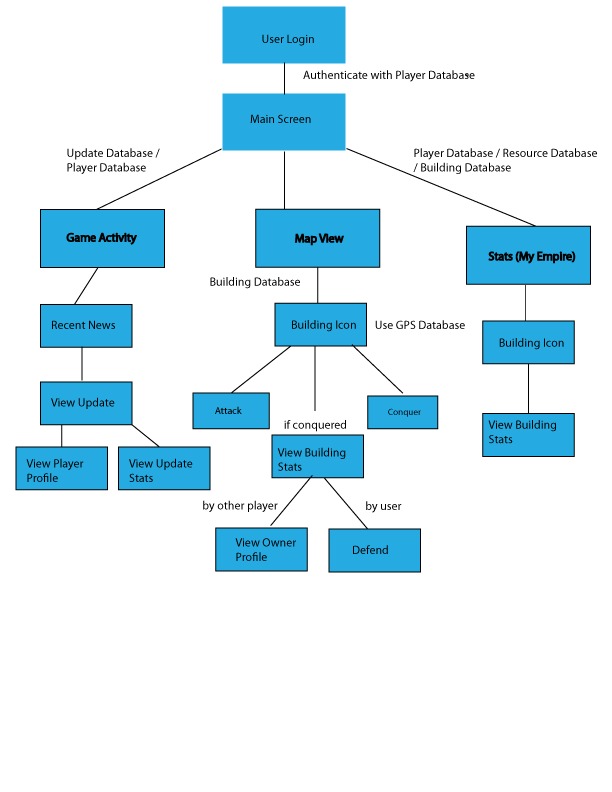 User Login
Authenticate with Player Database
Main Screen
Update Database /
Player Database
Player Database / Resource Database
/ Building Database
Game Activity
Map View
Stats (My Empire)
Building Database
Recent News
Building Icon
Use GPS Database
Building Icon
View Update
Attack
Conquer
if conquered
View Building
Stats
View Building
Stats
View Player
Profile
View Update
Stats
by other player
by user
View Owner
Profile
Defend